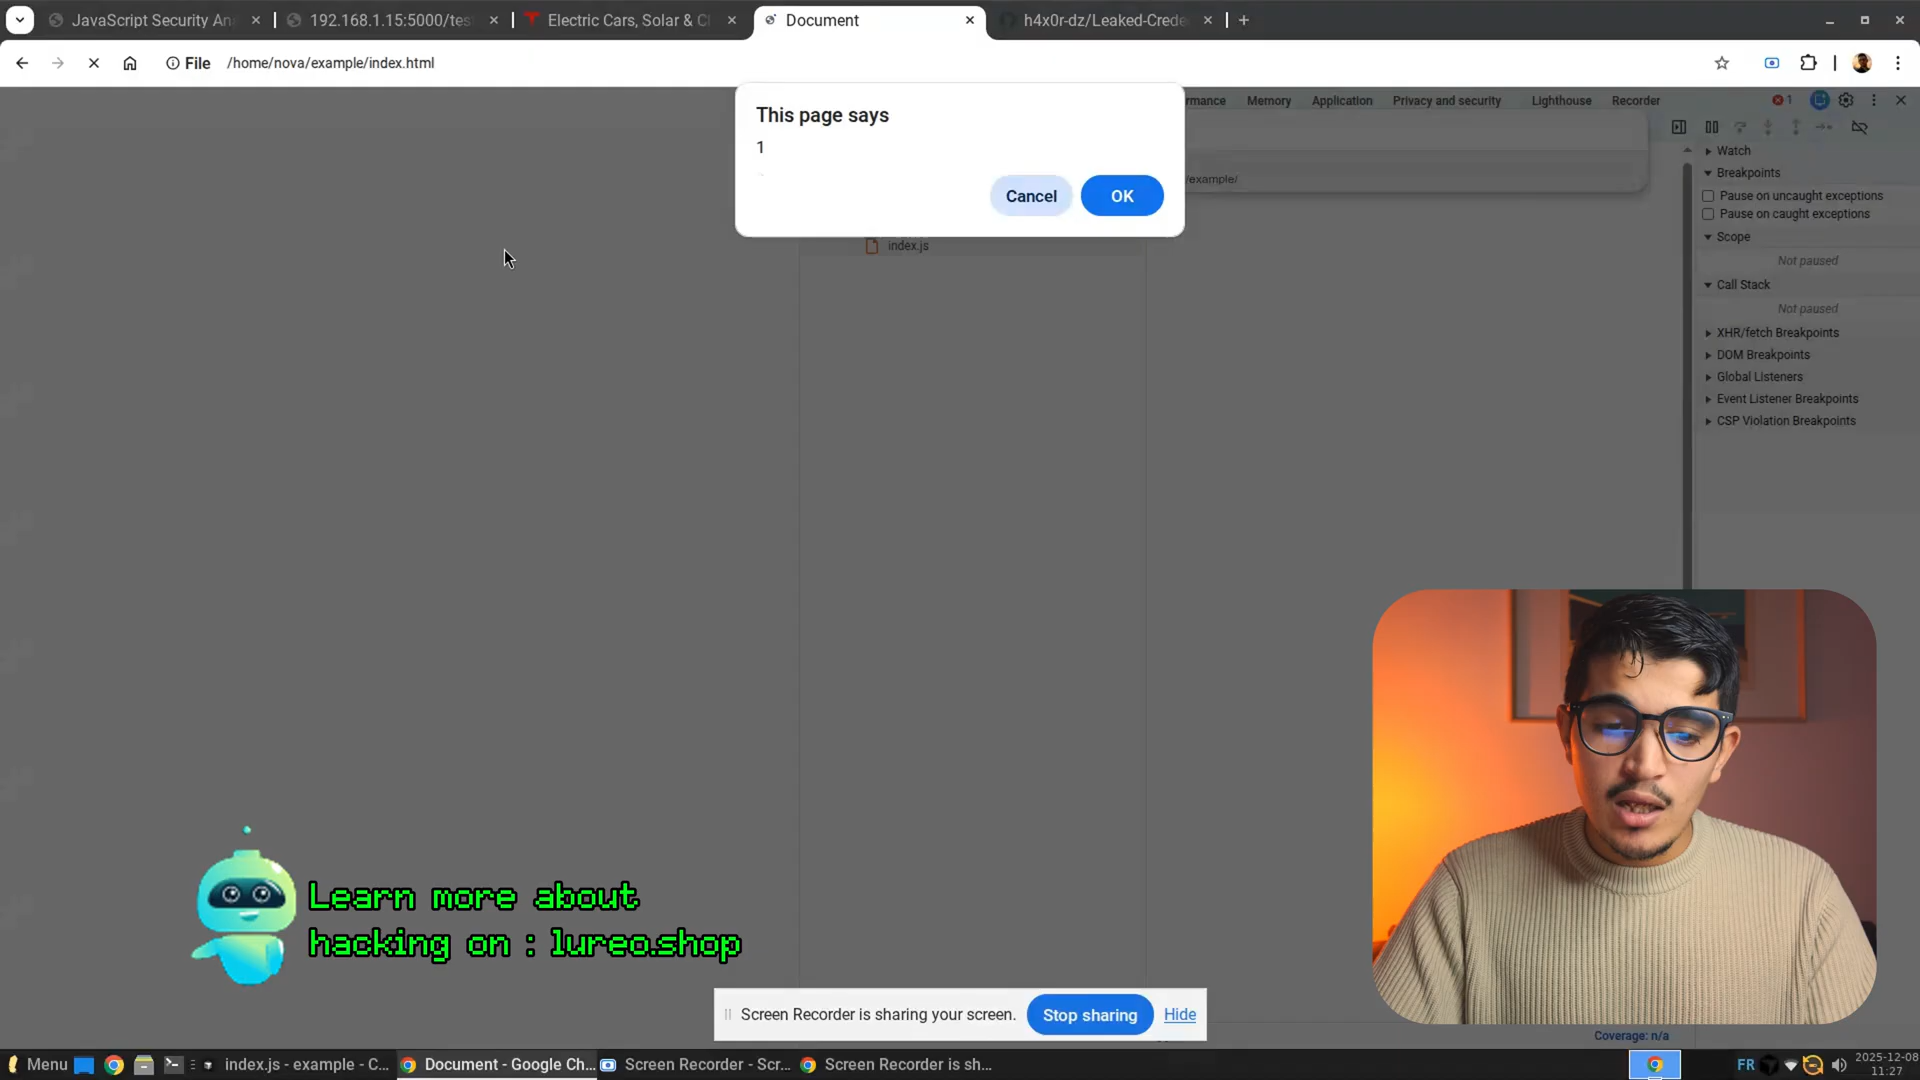 JavaScript Security An
192.168.1.15:5000/tes
Electric Cars, Solar & Cl
Document
h4x0r-dz/Leaked-Crede
File
/home/nova/example/index.html
This page says
1
Cancel
OK
rmance
Memory
Application
Privacy and security
Lighthouse
Recorder
1
/example/
index.js
Watch
Breakpoints
Pause on uncaught exceptions
Pause on caught exceptions
Scope
Not paused
Call Stack
Not paused
XHR/fetch Breakpoints
DOM Breakpoints
Global Listeners
Event Listener Breakpoints
CSP Violation Breakpoints
Learn more about
hacking on : lureo.shop
Screen Recorder is sharing your screen.
Stop sharing
Hide
Coverage: n/a
Menu
index.js - example - C...
Document - Google Ch...
Screen Recorder - Scr...
Screen Recorder is sh...
FR
2025-12-08
11:27